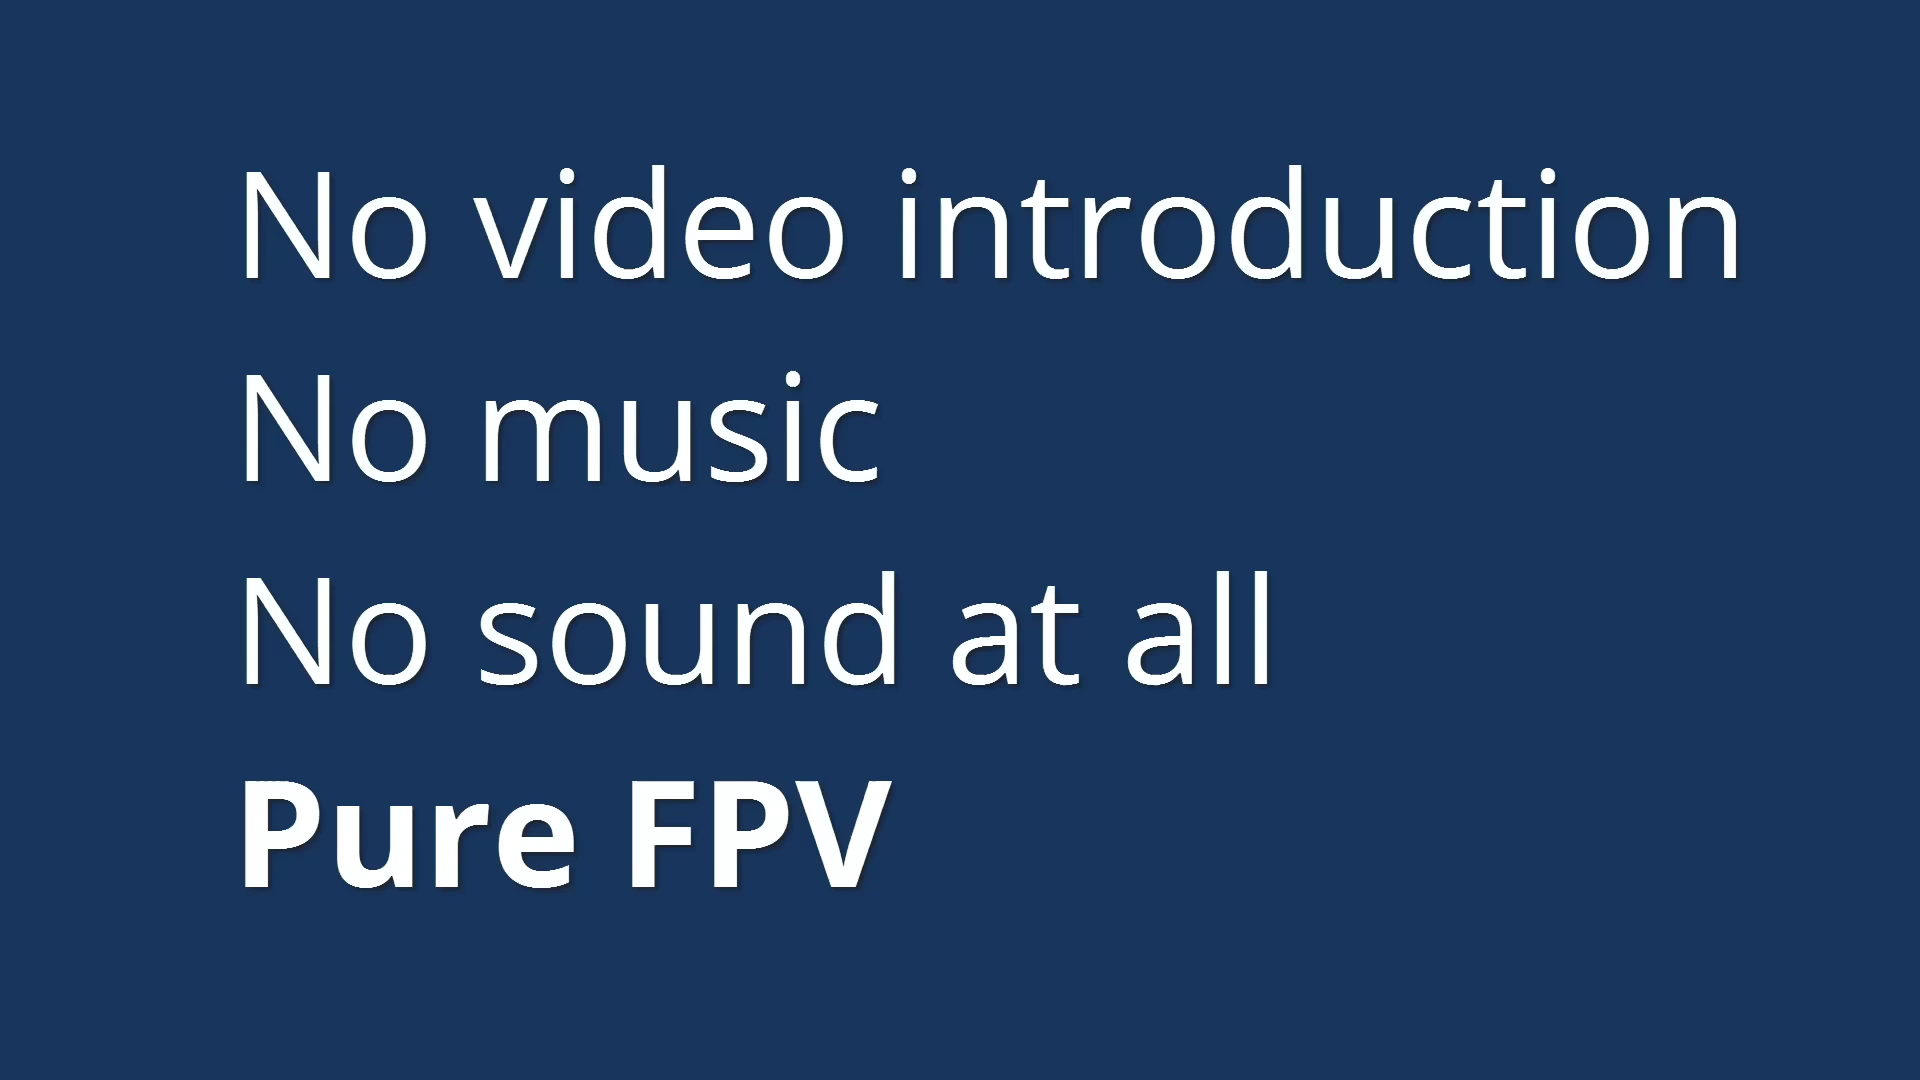 No video introduction
No music
No sound at all
Pure FPV